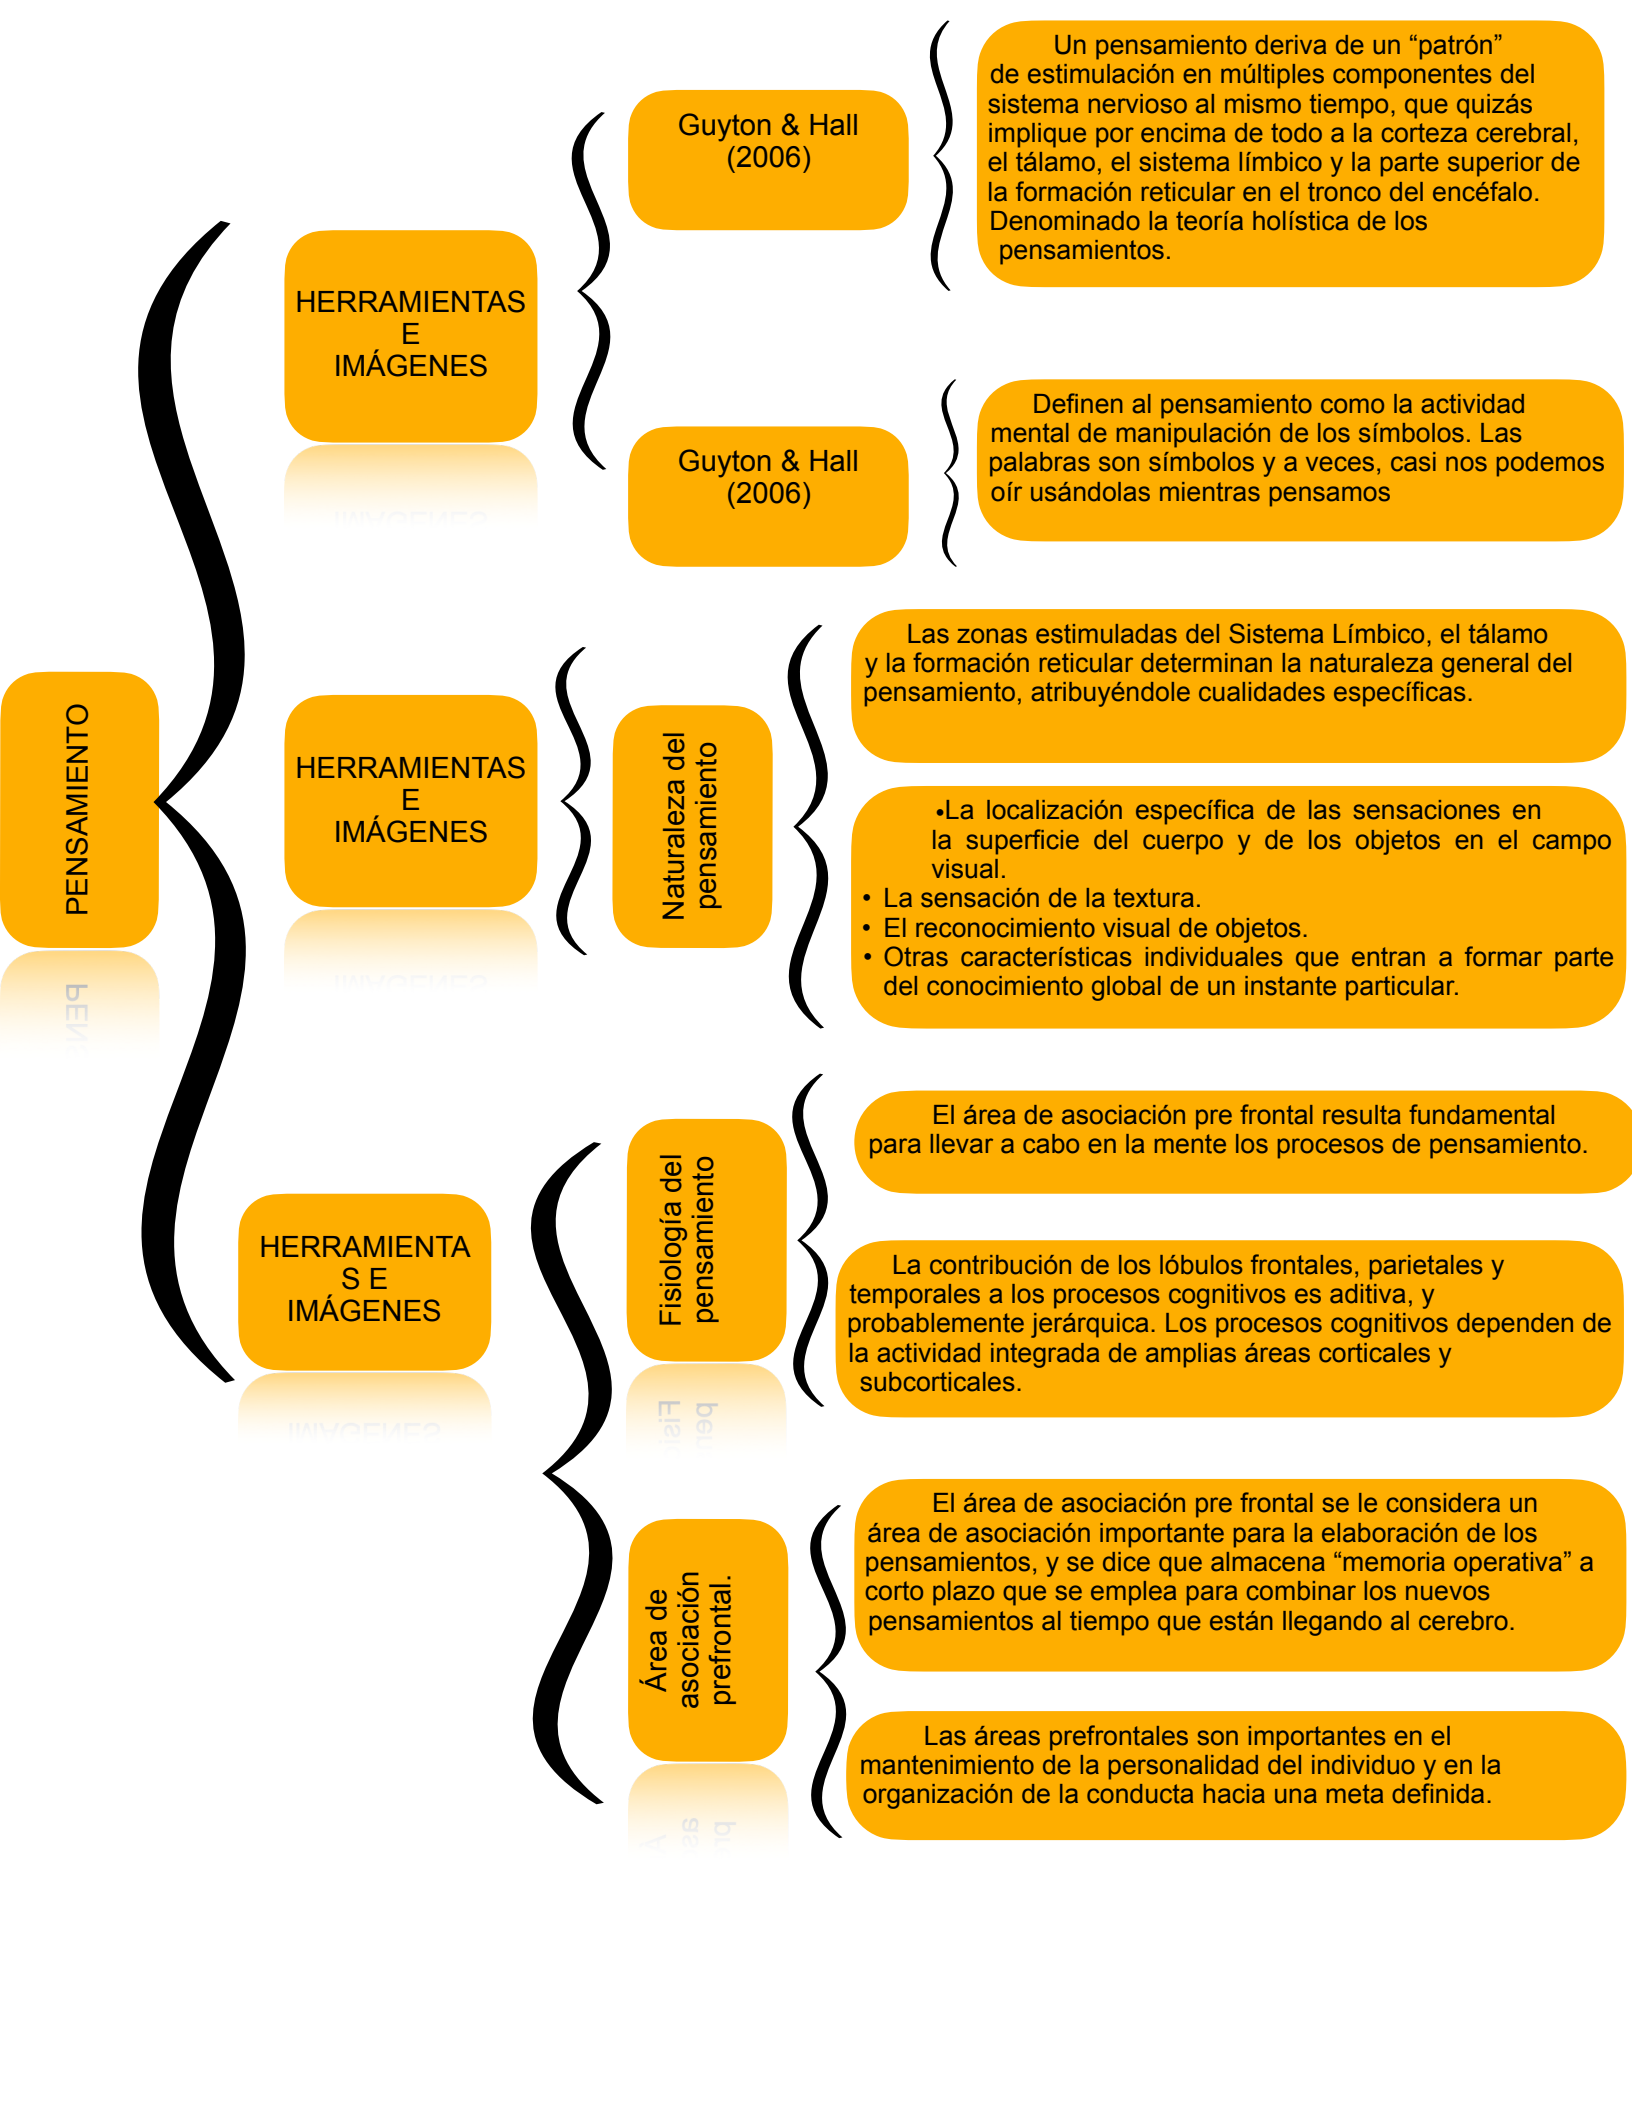 PENSAMIENTO
HERRAMIENTAS
E
IMÁGENES
Guyton & Hall
(2006)
Un pensamiento deriva de un “patrón”
de estimulación en múltiples componentes del
sistema nervioso al mismo tiempo, que quizás
implique por encima de todo a la corteza cerebral,
el tálamo, el sistema límbico y la parte superior de
la formación reticular en el tronco del encéfalo.
Denominado la teoría holística de los
pensamientos.
Guyton & Hall
(2006)
Definen al pensamiento como la actividad
mental de manipulación de los símbolos. Las
palabras son símbolos y a veces, casi nos podemos
oír usándolas mientras pensamos
HERRAMIENTAS
E
IMÁGENES
Naturaleza del
pensamiento
Las zonas estimuladas del Sistema Límbico, el tálamo
y la formación reticular determinan la naturaleza general del
pensamiento, atribuyéndole cualidades específicas.
•La localización específica de las sensaciones en
la superficie del cuerpo y de los objetos en el campo
visual.
• La sensación de la textura.
• El reconocimiento visual de objetos.
• Otras características individuales que entran a formar parte
del conocimiento global de un instante particular.
HERRAMIENTA
S E
IMÁGENES
Fisiología del
pensamiento
El área de asociación pre frontal resulta fundamental
para llevar a cabo en la mente los procesos de pensamiento.
La contribución de los lóbulos frontales, parietales y
temporales a los procesos cognitivos es aditiva, y
probablemente jerárquica. Los procesos cognitivos dependen de
la actividad integrada de amplias áreas corticales y
subcorticales.
Área de
asociación
prefrontal.
El área de asociación pre frontal se le considera un
área de asociación importante para la elaboración de los
pensamientos, y se dice que almacena “memoria operativa” a
corto plazo que se emplea para combinar los nuevos
pensamientos al tiempo que están llegando al cerebro.
Las áreas prefrontales son importantes en el
mantenimiento de la personalidad del individuo y en la
organización de la conducta hacia una meta definida.